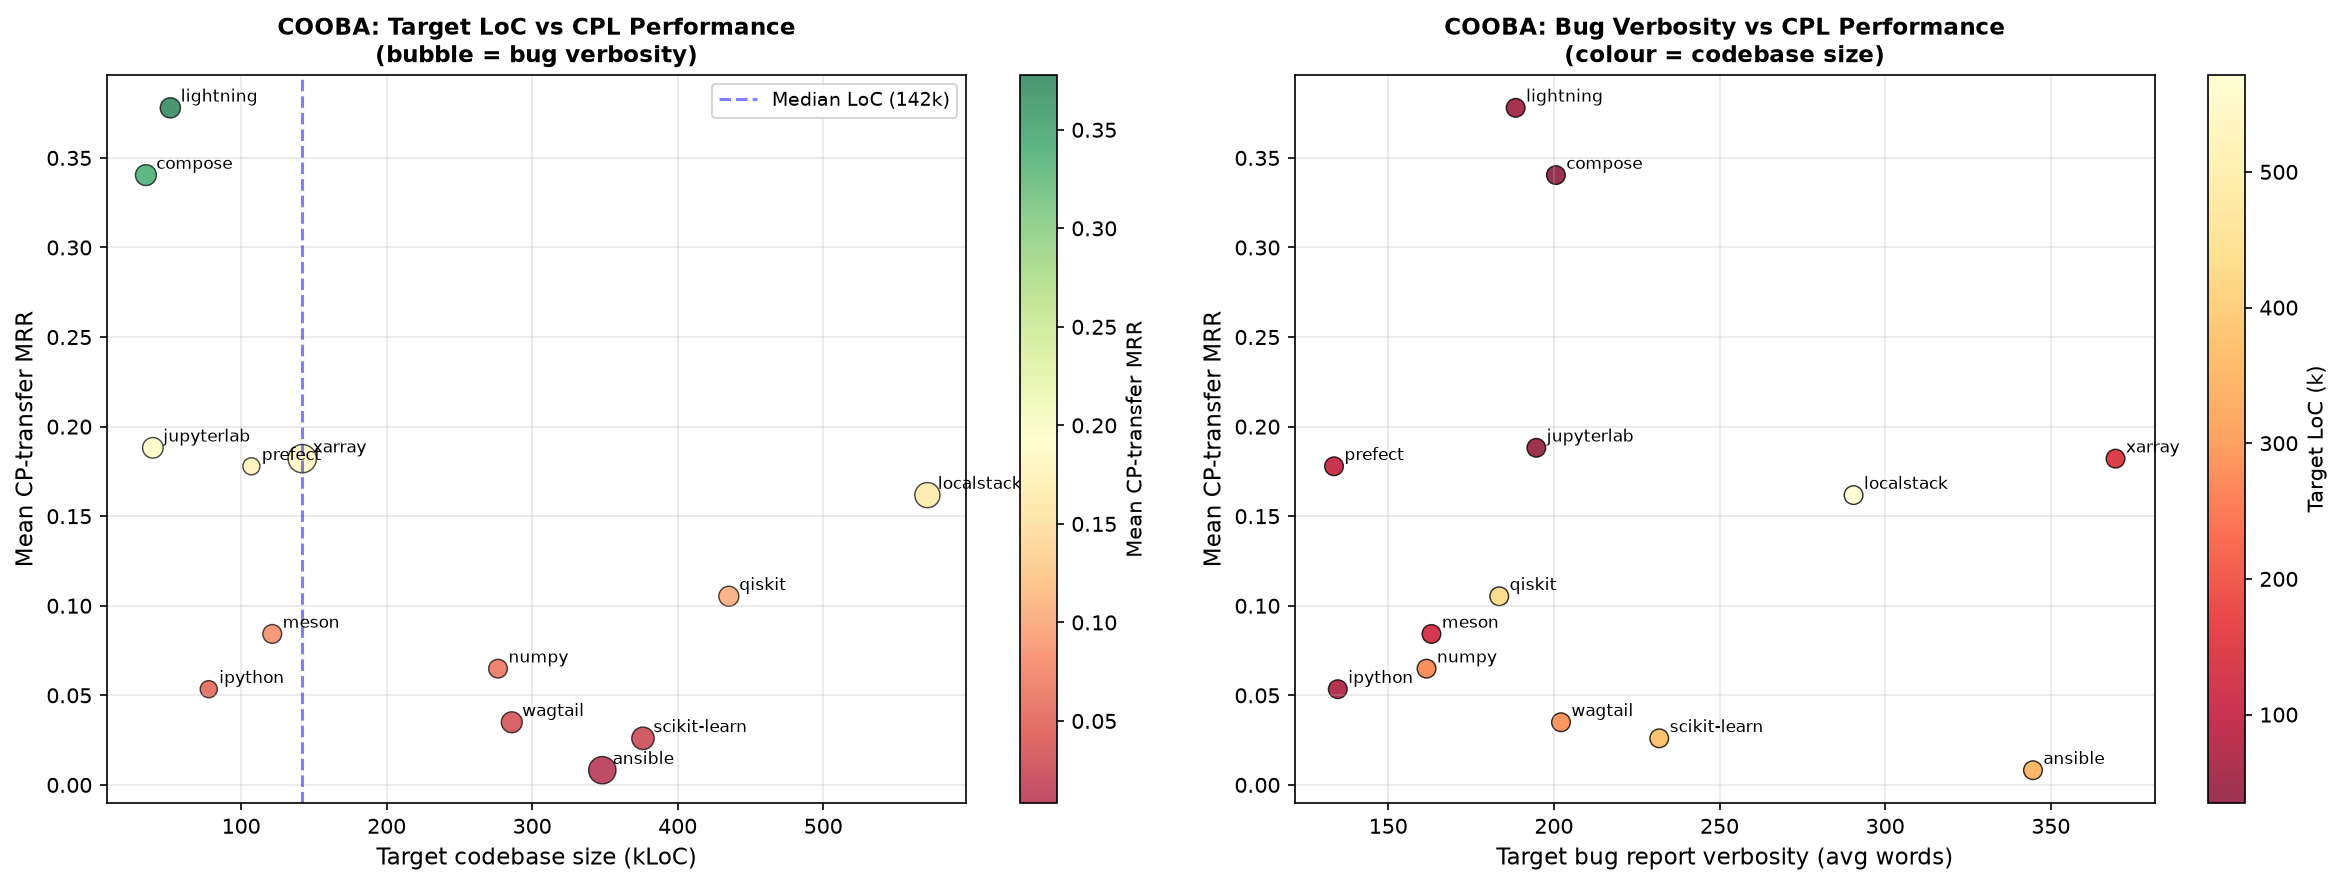 COOBA: Target LoC vs CPL Performance
(bubble = bug verbosity)
Median LoC (142k)
lightning
compose
jupyterlab
prefect
xarray
localstack
qiskit
meson
numpy
ipython
wagtail
scikit-learn
ansible
0.35
0.30
0.25
0.20
0.15
0.10
0.05
0.00
Mean CP-transfer MRR
100
200
300
400
500
Target codebase size (kLoC)
0.35
0.30
0.25
0.20
0.15
0.10
0.05
Mean CP-transfer MRR
COOBA: Bug Verbosity vs CPL Performance
(colour = codebase size)
lightning
compose
jupyterlab
prefect
xarray
localstack
qiskit
meson
numpy
ipython
wagtail
scikit-learn
ansible
0.35
0.30
0.25
0.20
0.15
0.10
0.05
0.00
Mean CP-transfer MRR
150
200
250
300
350
Target bug report verbosity (avg words)
500
400
300
200
100
Target LoC (k)